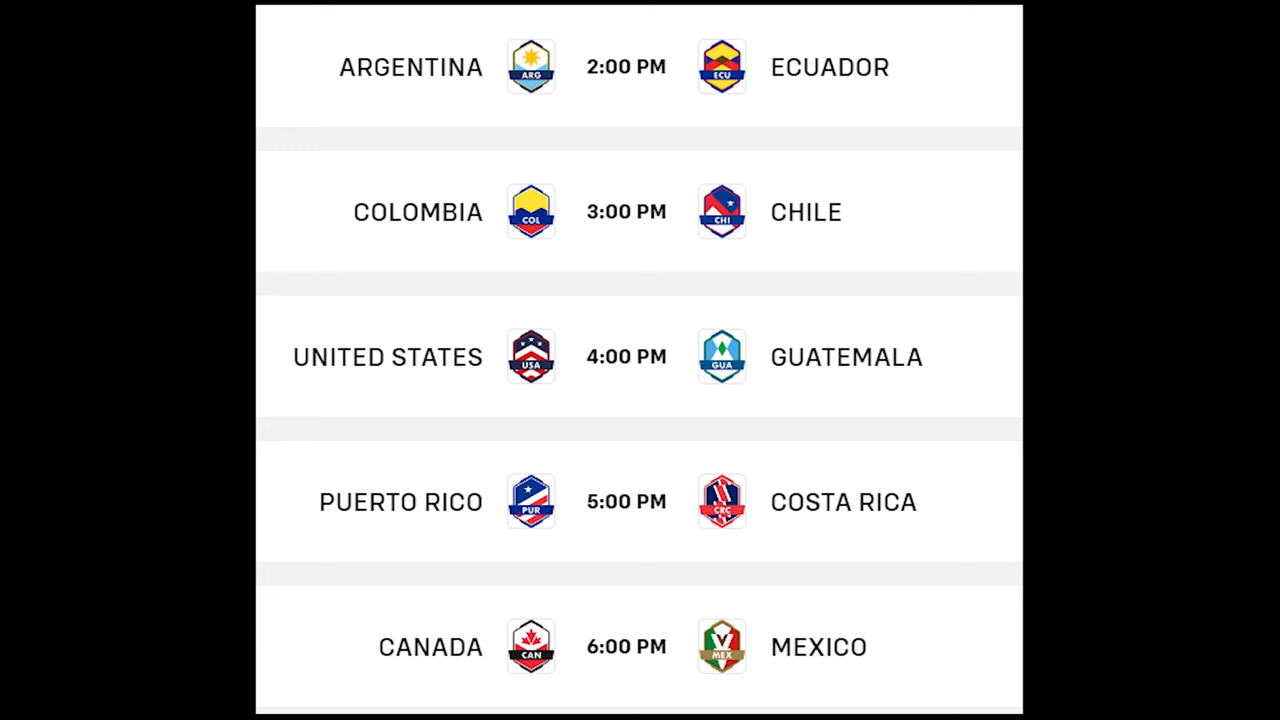 ARGENTINA ARG 2:00 PM ECU ECUADOR
COLOMBIA COL 3:00 PM CHI CHILE
UNITED STATES USA 4:00 PM GUA GUATEMALA
PUERTO RICO PUR 5:00 PM CRC COSTA RICA
CANADA CAN 6:00 PM MEX MEXICO